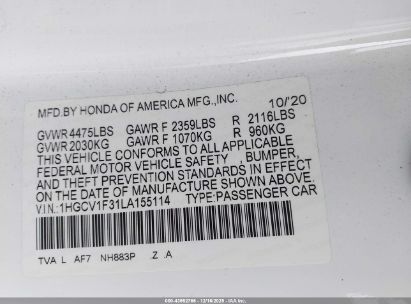 MFD.BY HONDA OF AMERICA MFG.,INC. 10/'20
GVWR 4475LBS GAWR F 2359LBS R 2116LBS
GVWR 2030KG GAWR F 1070KG R 960KG
THIS VEHICLE CONFORMS TO ALL APPLICABLE
FEDERAL MOTOR VEHICLE SAFETY , BUMPER,
AND THEFT PREVENTION STANDARDS IN EFFECT
ON THE DATE OF MANUFACTURE SHOWN ABOVE.
VIN:1HGCV1F31LA155114 TYPE:PASSENGER CAR
TVA L AF7 NH883P .Z .A